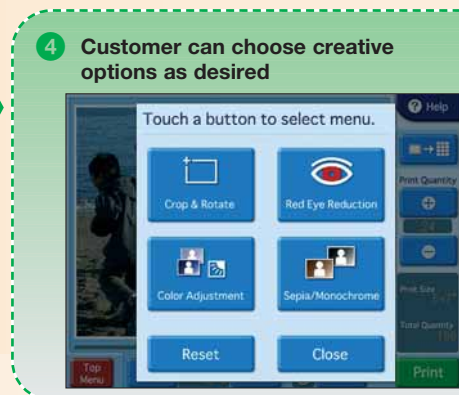 4 Customer can choose creative
options as desired
Touch a button to select menu.
? Help
Crop & Rotate
Red Eye Reduction
Print Quantity
Color Adjustment
Sepia/Monochrome
Print Size
Total Quantity
Reset
Close
Top
Menu
Print